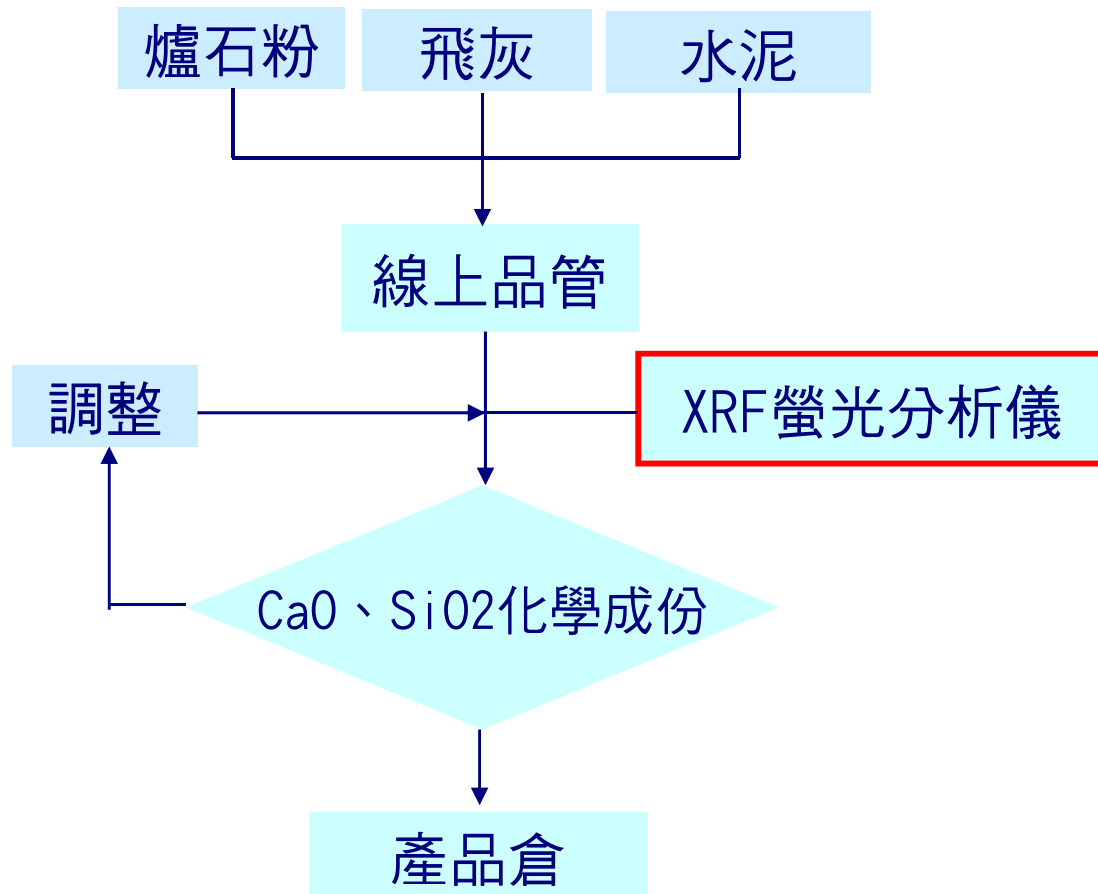 爐石粉
飛灰
水泥
線上品管
調整
XRF螢光分析儀
CaO、SiO2化學成份
產品倉